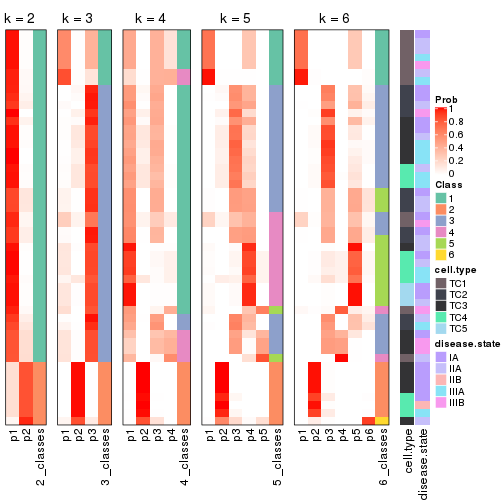 k = 2
k = 3
k = 4
k = 5
k = 6
Prob
1
0.8
0.6
0.4
0.2
0
Class
1
2
3
4
5
6
cell.type
TC1
TC2
TC3
TC4
TC5
disease.state
IA
IIA
IIB
IIIA
IIIB
p1
p2
2_classes
p1
p2
p3
3_classes
p1
p2
p3
p4
4_classes
p1
p2
p3
p4
p5
5_classes
p1
p2
p3
p4
p5
p6
6_classes
cell.type
disease.state